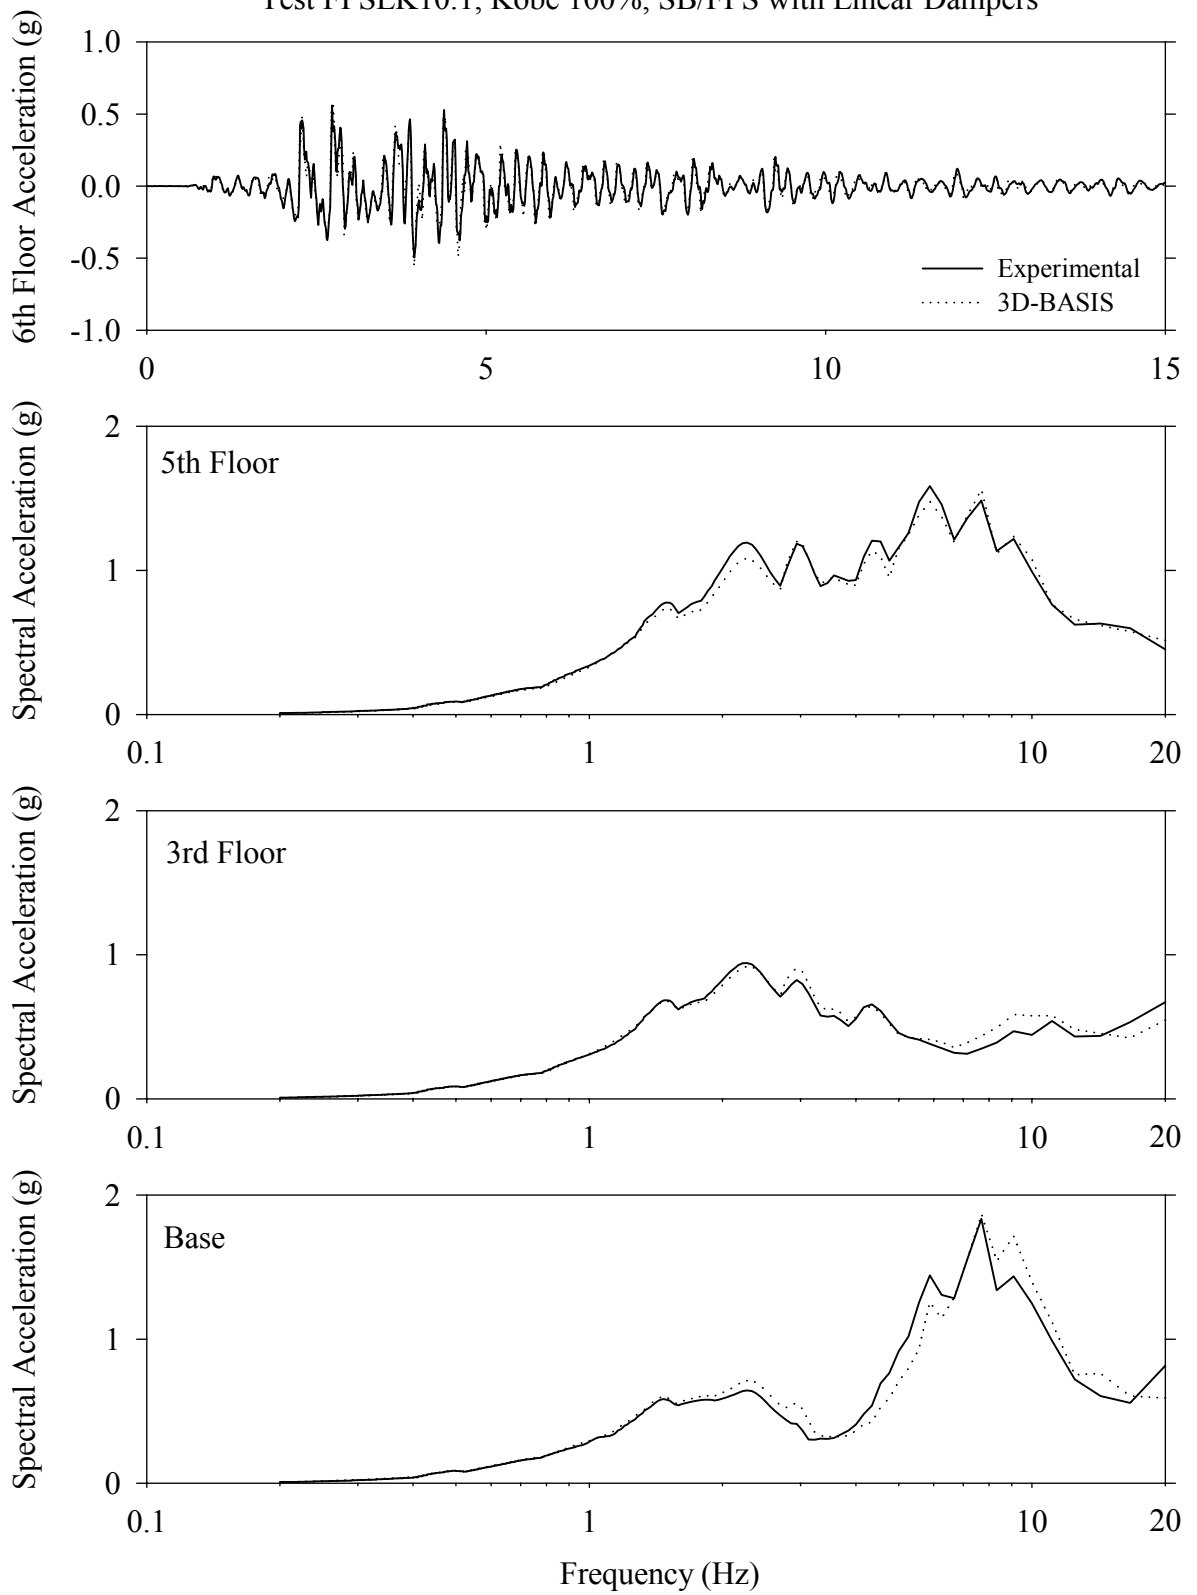 Test FPSLK10.1, Kobe 100%, SB/FPS with Linear Dampers
6th Floor Acceleration (g)
1.0
0.5
0.0
-0.5
-1.0
Experimental
3D-BASIS
0
5
10
15
Spectral Acceleration (g)
2
1
0
5th Floor
0.1
1
10
20
Spectral Acceleration (g)
2
1
0
3rd Floor
0.1
1
10
20
Spectral Acceleration (g)
2
1
0
Base
0.1
1
10
20
Frequency (Hz)